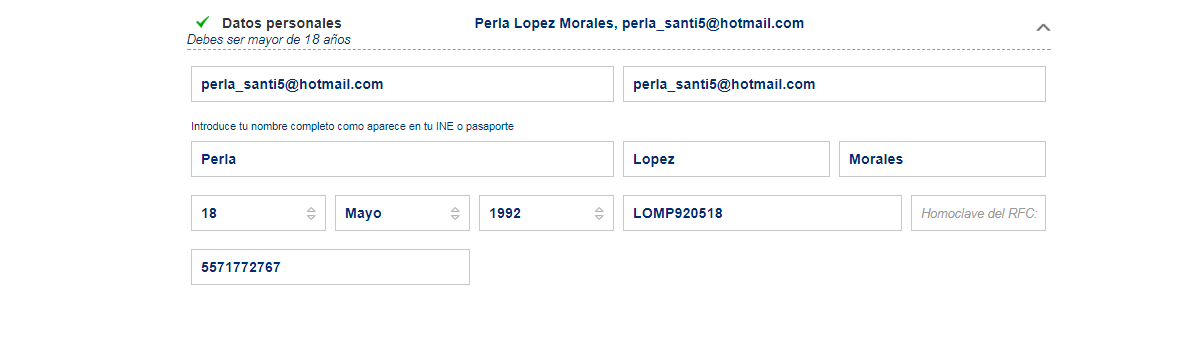 Datos personales Perla Lopez Morales, perla_santi5@hotmail.com
Debes ser mayor de 18 años
perla_santi5@hotmail.com perla_santi5@hotmail.com
Introduce tu nombre completo como aparece en tu INE o pasaporte
Perla Lopez Morales
18 Mayo 1992 LOMP920518 Homoclave del RFC:
5571772767